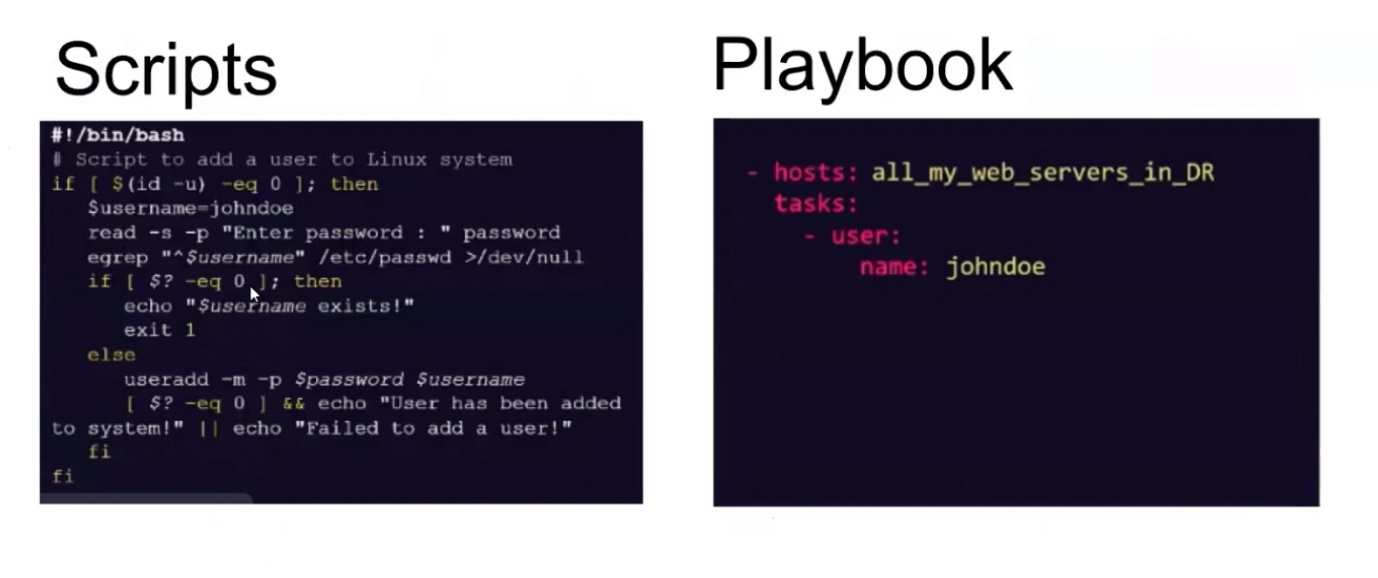 Scripts
#!/bin/bash
# Script to add a user to Linux system
if [ $(id -u) -eq 0 ]; then
$username=johndoe
read -s -p "Enter password : " password
egrep "^$username" /etc/passwd >/dev/null
if [ $? -eq 0 ]; then
echo "$username exists!"
exit 1
else
useradd -m -p $password $username
[ $? -eq 0 ] && echo "User has been added
to system!" || echo "Failed to add a user!"
fi
fi
Playbook
- hosts: all_my_web_servers_in_DR
tasks:
- user:
name: johndoe